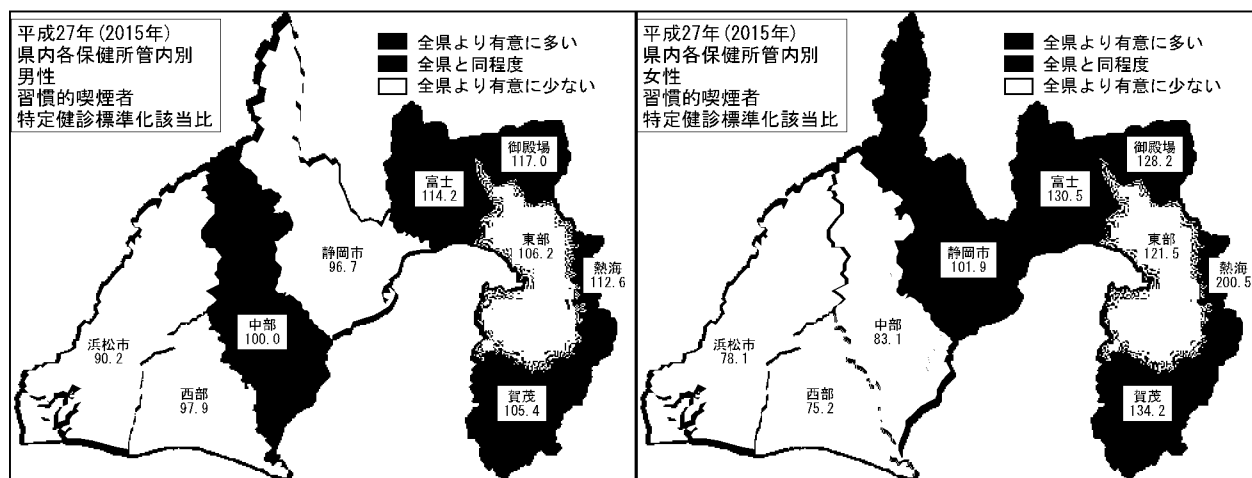 平成27年(2015年)
県内各保健所管内別
男性
習慣的喫煙者
特定健診標準化該当比
全県より有意に多い
全県と同程度
全県より有意に少ない
御殿場
117.0
富士
114.2
東部
106.2
熱海
112.6
静岡市
96.7
中部
100.0
浜松市
90.2
西部
97.9
賀茂
105.4
平成27年(2015年)
県内各保健所管内別
女性
習慣的喫煙者
特定健診標準化該当比
全県より有意に多い
全県と同程度
全県より有意に少ない
御殿場
128.2
富士
130.5
東部
121.5
熱海
200.5
静岡市
101.9
中部
83.1
浜松市
78.1
西部
75.2
賀茂
134.2